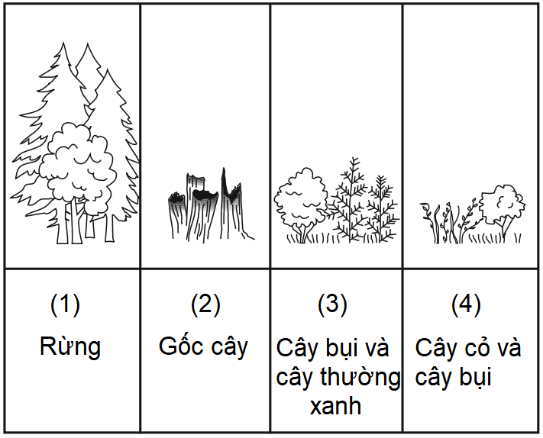 (1)
Rừng
(2)
Gốc cây
(3)
Cây bụi và
cây thường
xanh
(4)
Cây cỏ và
cây bụi